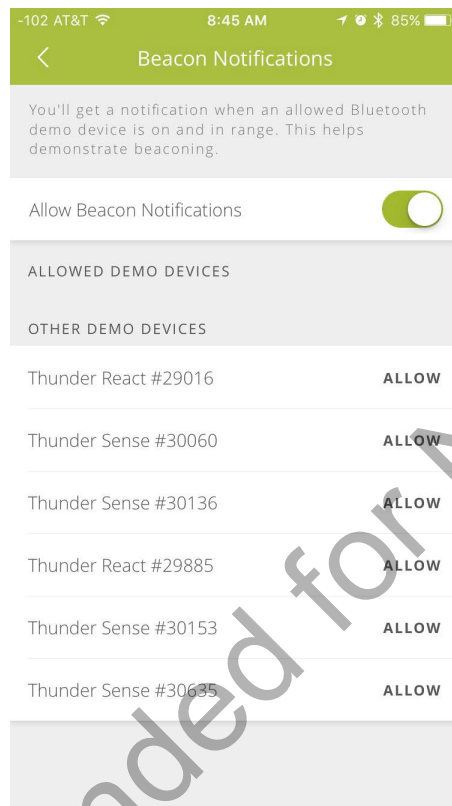 -102 AT&T 8:45 AM 85%
Beacon Notifications
You'll get a notification when an allowed Bluetooth
demo device is on and in range. This helps
demonstrate beaconing.
Allow Beacon Notifications
ALLOWED DEMO DEVICES
OTHER DEMO DEVICES
Thunder React #29016 ALLOW
Thunder Sense #30060 ALLOW
Thunder Sense #30136 ALLOW
Thunder React #29885 ALLOW
Thunder Sense #30153 ALLOW
Thunder Sense #30635 ALLOW
for